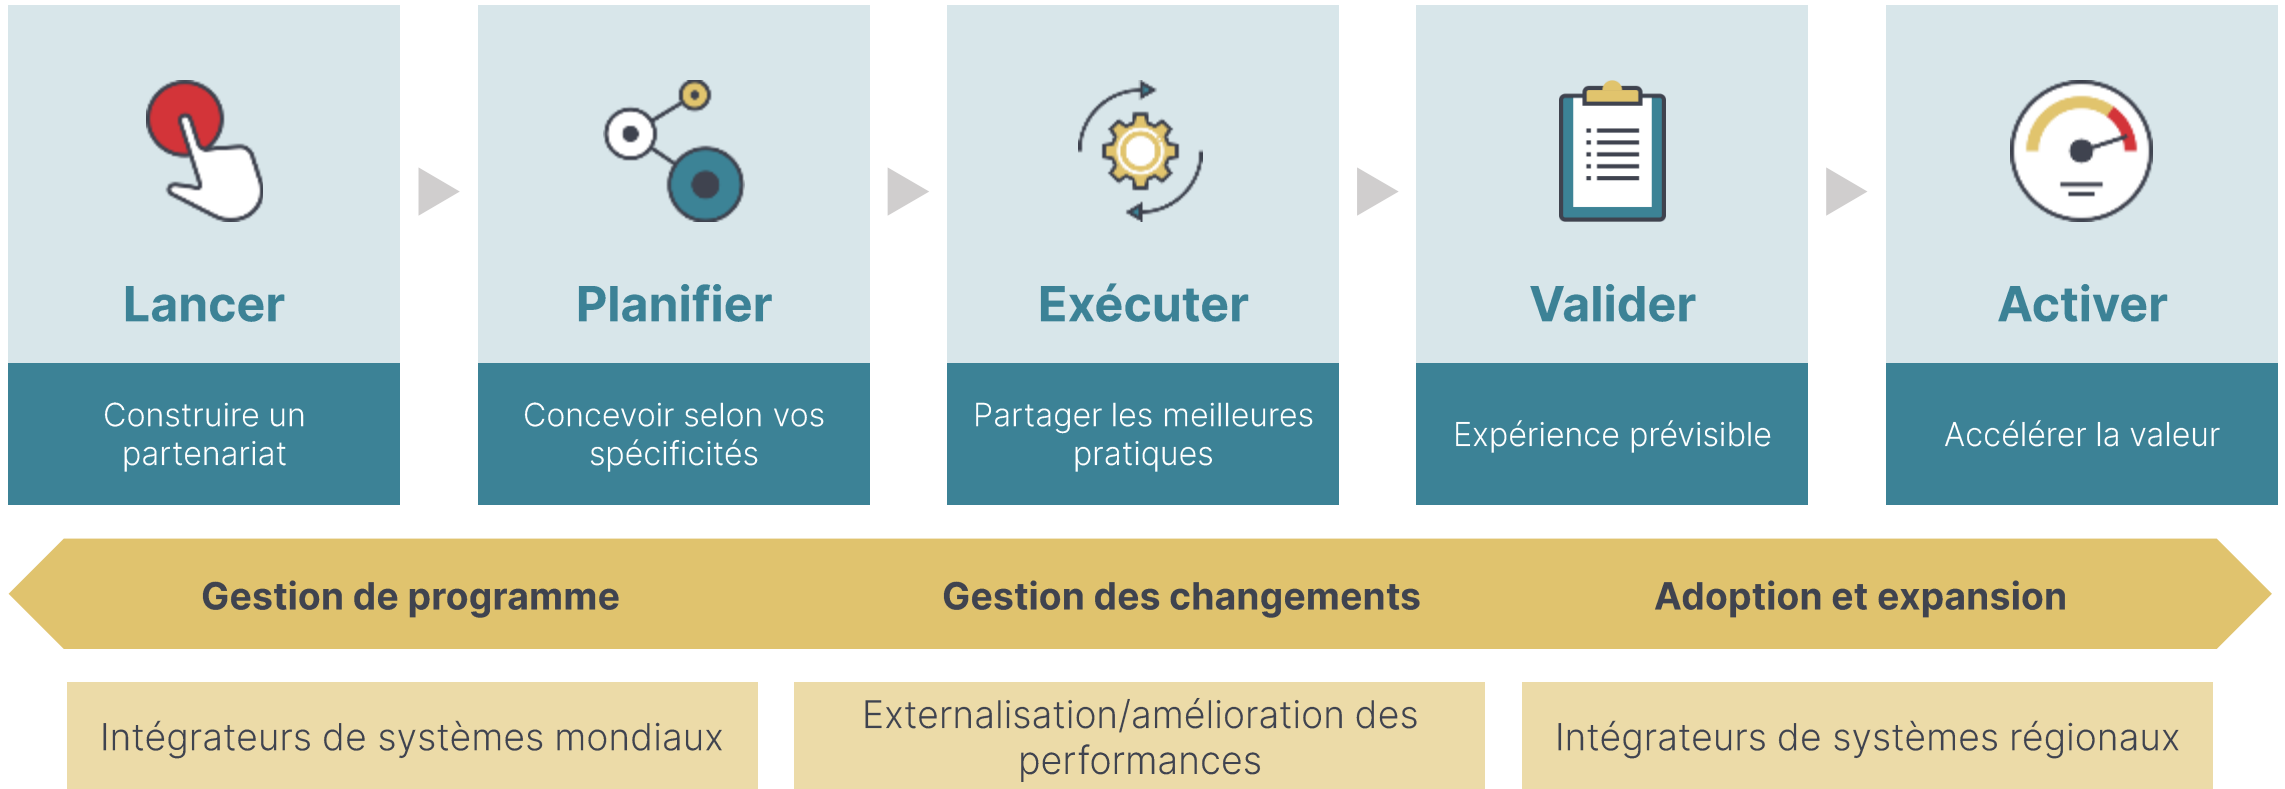 Lancer
Construire un
partenariat
Planifier
Concevoir selon vos
spécificités
Exécuter
Partager les meilleures
pratiques
Valider
Expérience prévisible
Activer
Accélérer la valeur
Gestion de programme
Gestion des changements
Adoption et expansion
Intégrateurs de systèmes mondiaux
Externalisation/amélioration des
performances
Intégrateurs de systèmes régionaux